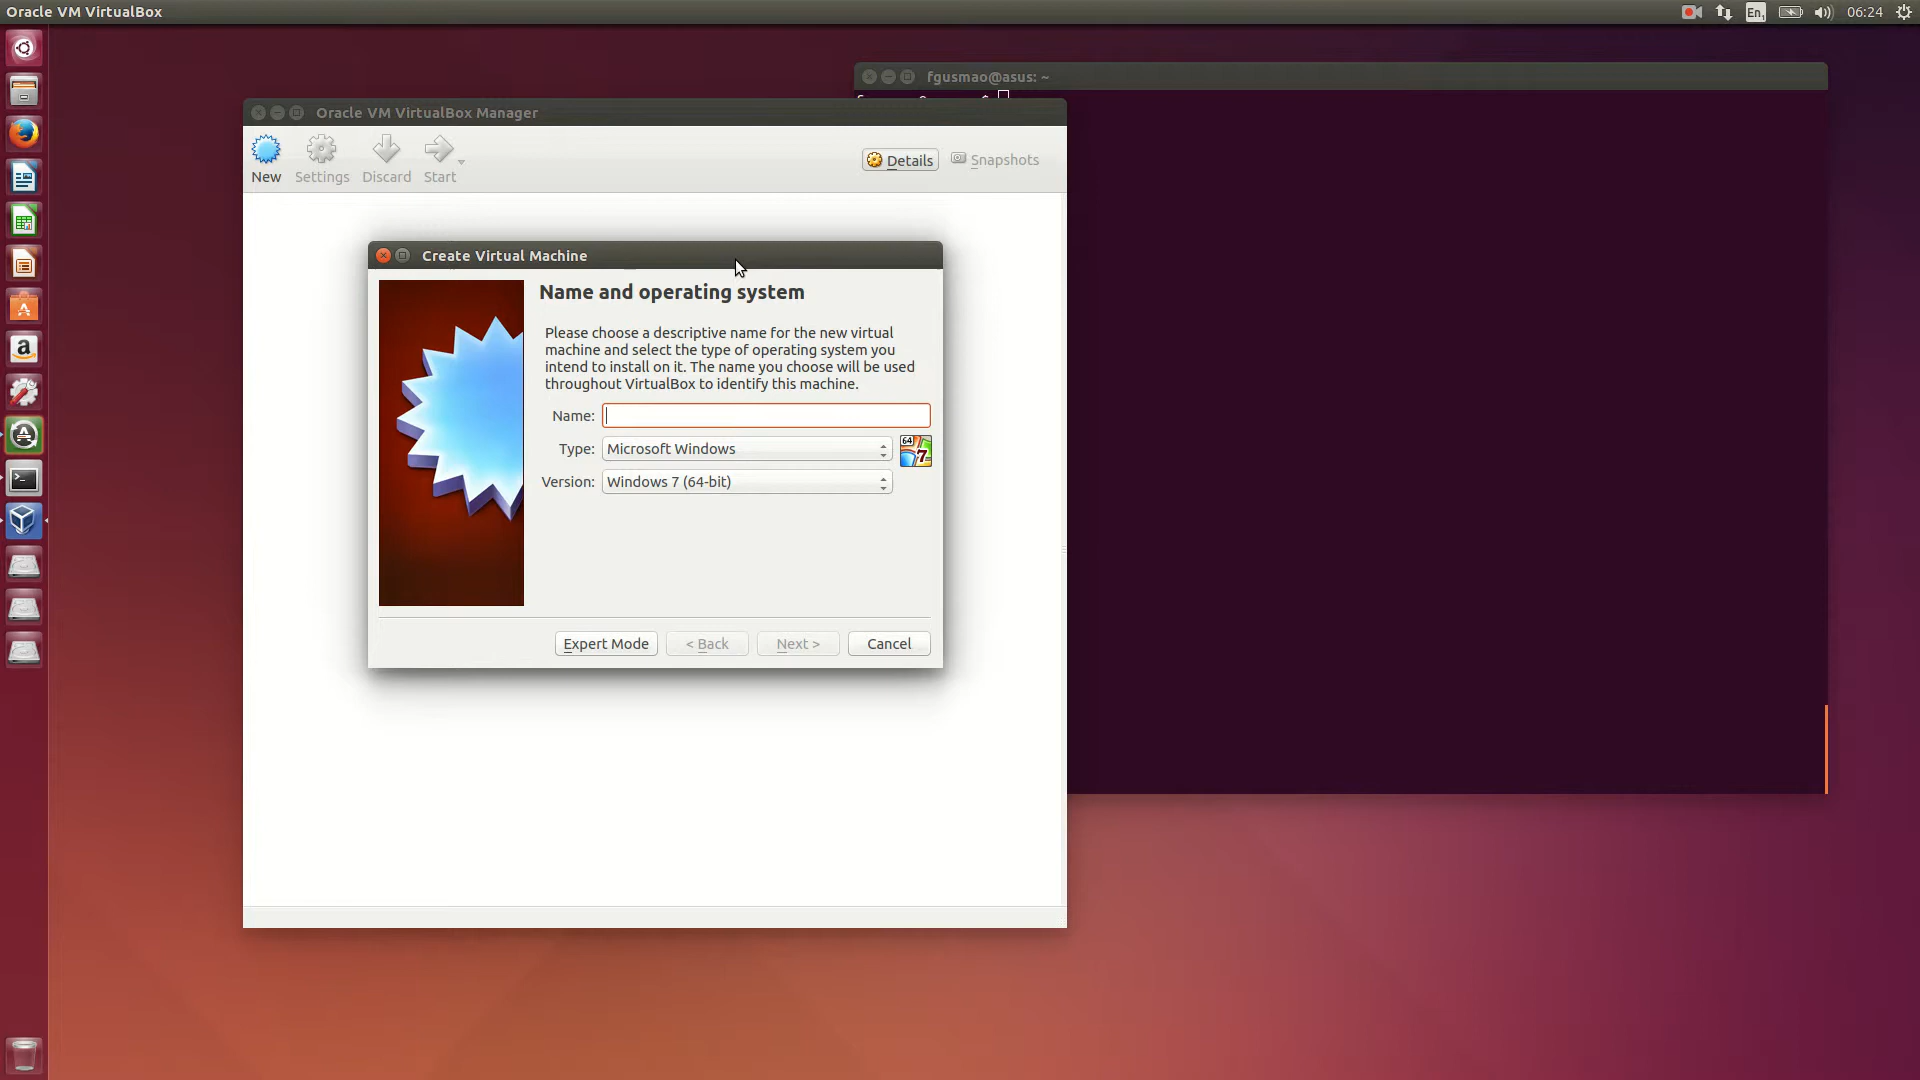 Oracle VM VirtualBox
En1
06:24
fgusmao@asus: ~
Oracle VM VirtualBox Manager
New
Settings
Discard
Start
Details
Snapshots
Create Virtual Machine
Name and operating system
Please choose a descriptive name for the new virtual
machine and select the type of operating system you
intend to install on it. The name you choose will be used
throughout VirtualBox to identify this machine.
Name:
Type: Microsoft Windows
64
7
Version: Windows 7 (64-bit)
Expert Mode
< Back
Next >
Cancel